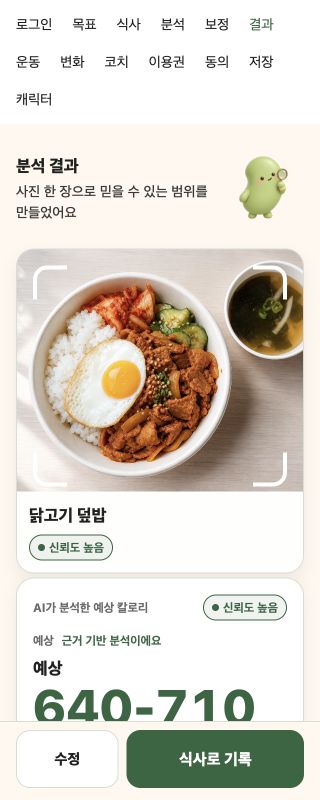 로그인 목표 식사 분석 보정 결과
운동 변화 코치 이용권 동의 저장
캐릭터
분석 결과
사진 한 장으로 믿을 수 있는 범위를
만들었어요
닭고기 덮밥
신뢰도 높음
AI가 분석한 예상 칼로리 신뢰도 높음
예상 근거 기반 분석이에요
예상
640-710
수정 식사로 기록